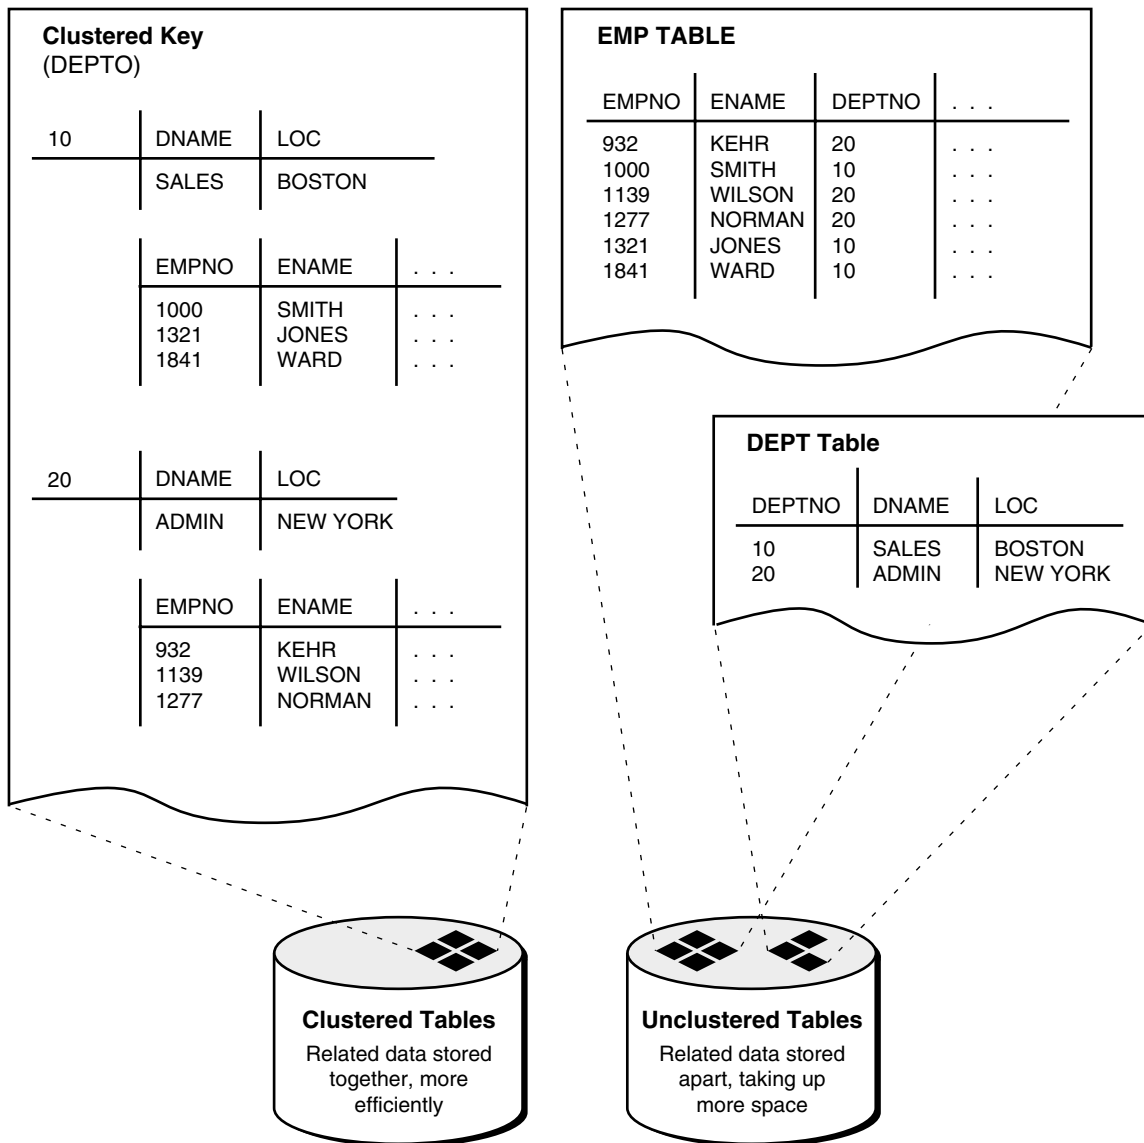 Clustered Key
(DEPTO)
10 DNAME LOC
SALES BOSTON
EMPNO ENAME . . .
1000 SMITH . . .
1321 JONES . . .
1841 WARD . . .
20 DNAME LOC
ADMIN NEW YORK
EMPNO ENAME . . .
932 KEHR . . .
1139 WILSON . . .
1277 NORMAN . . .
EMP TABLE
EMPNO ENAME DEPTNO . . .
932 KEHR 20 . . .
1000 SMITH 10 . . .
1139 WILSON 20 . . .
1277 NORMAN 20 . . .
1321 JONES 10 . . .
1841 WARD 10 . . .
DEPT Table
DEPTNO DNAME LOC
10 SALES BOSTON
20 ADMIN NEW YORK
Clustered Tables
Related data stored
together, more
efficiently
Unclustered Tables
Related data stored
apart, taking up
more space